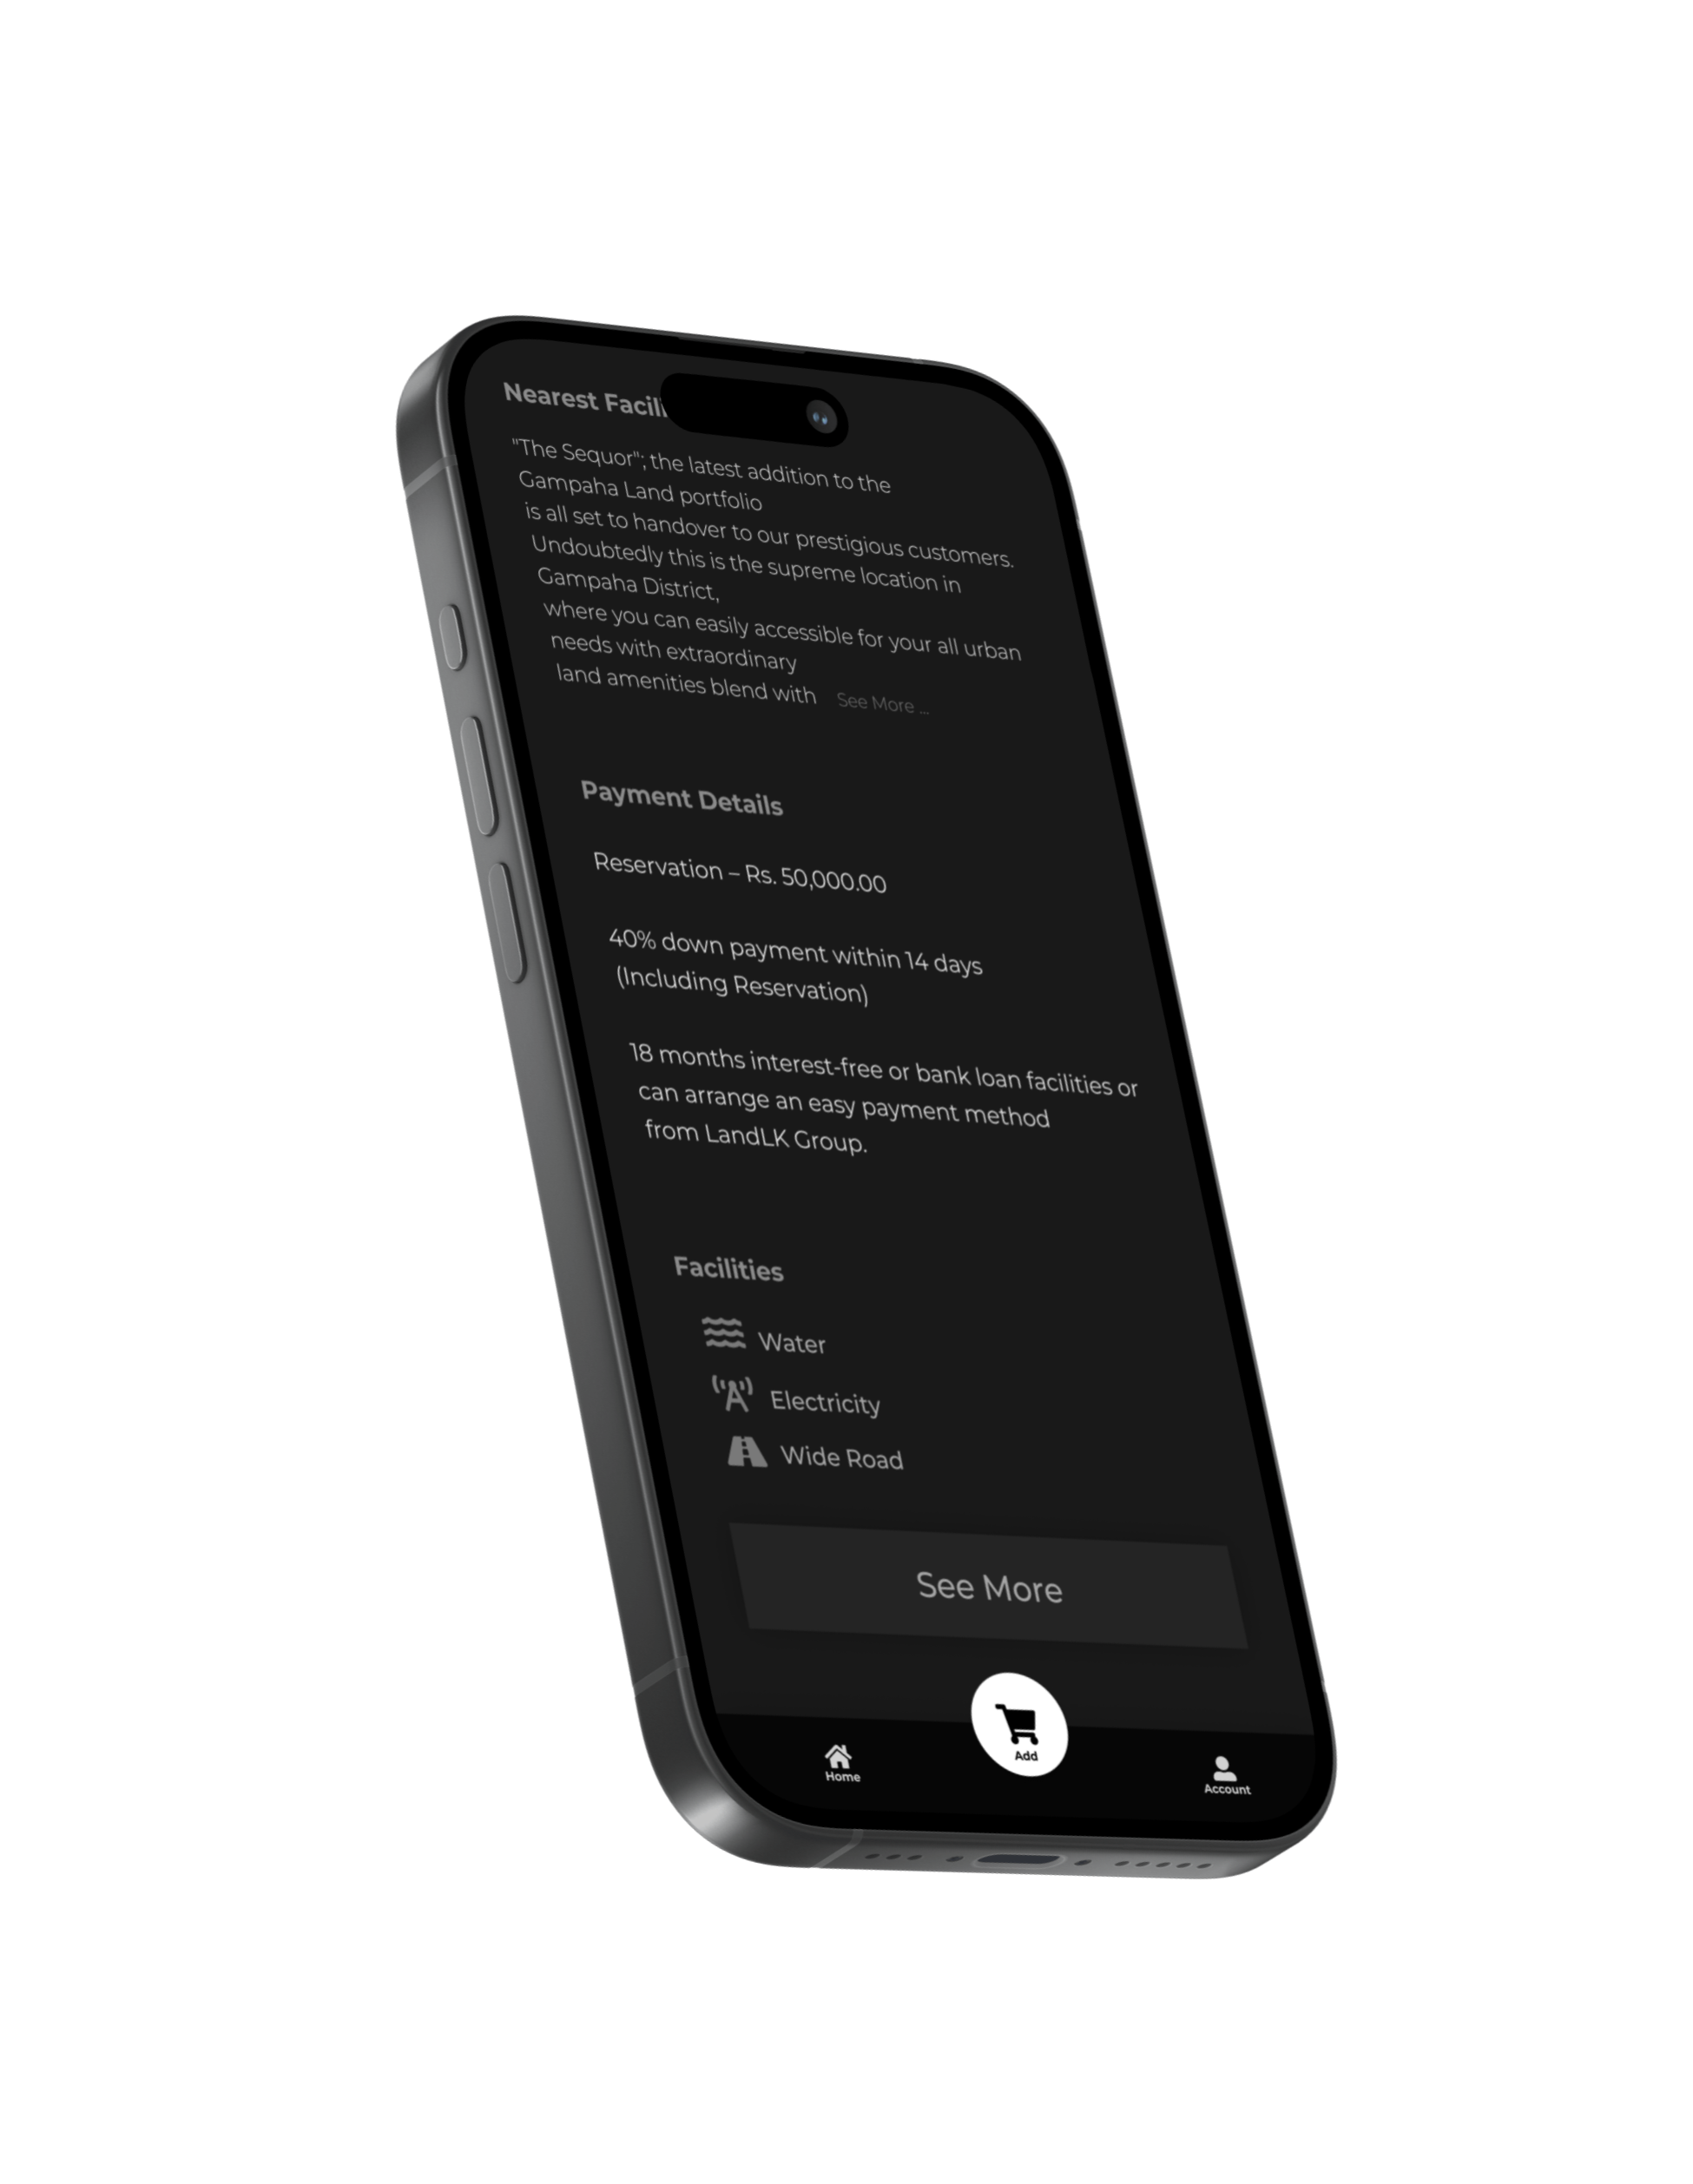 Nearest Facili
"The Sequor"; the latest addition to the
Gampaha Land portfolio
is all set to handover to our prestigious customers.
Undoubtedly this is the supreme location in
Gampaha District,
where you can easily accessible for your all urban
needs with extraordinary
land amenities blend with See More ...
Payment Details
Reservation – Rs. 50,000.00
40% down payment within 14 days
(Including Reservation)
18 months interest-free or bank loan facilities or
can arrange an easy payment method
from LandLK Group.
Facilities
Water
Electricity
Wide Road
See More
Home
Add
Account